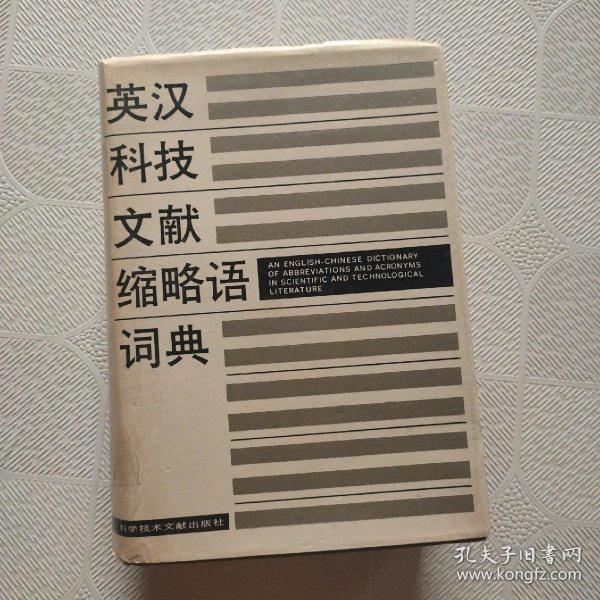 英汉
科技
文献
缩略语
词典
AN ENGLISH-CHINESE DICTIONARY
OF ABBREVIATIONS AND ACRONYMS
IN SCIENTIFIC AND TECHNOLOGICAL
LITERATURE
科学技术文献出版社
孔夫子旧书网
www.kongfz.com